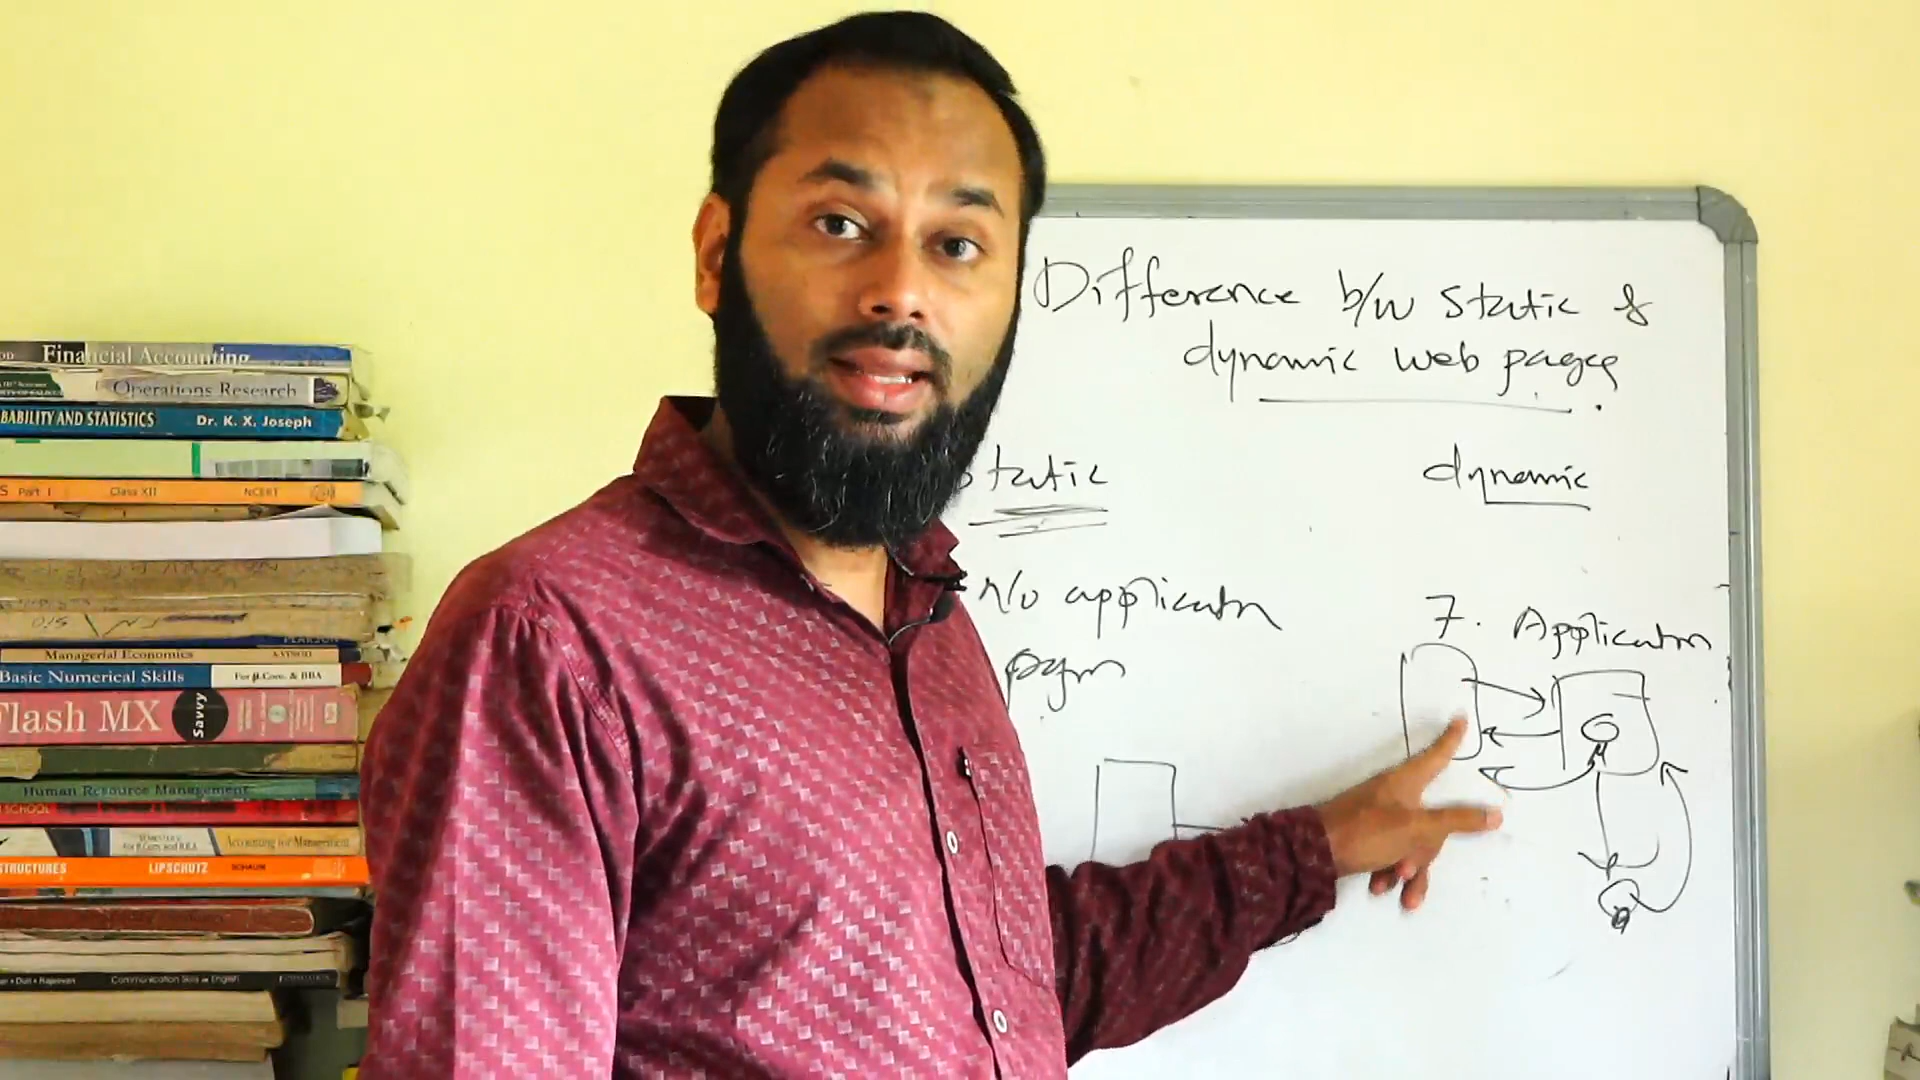 Difference b/w static &
dynamic web pages
static
dynamic
n/o applicatn
pgm
7. Applicatn
Financial Accounting
Operations Research
BABILITY AND STATISTICS Dr. K. X. Joseph
S Part I Class XII NCERT
PEARSON
Managerial Economics
Basic Numerical Skills For B.Com. & BBA
Flash MX Savvy
Human Resource Management
SCHOOL
Accounting for Management
STRUCTURES LIPSCHUTZ SCHAUM
Communication Skills in English